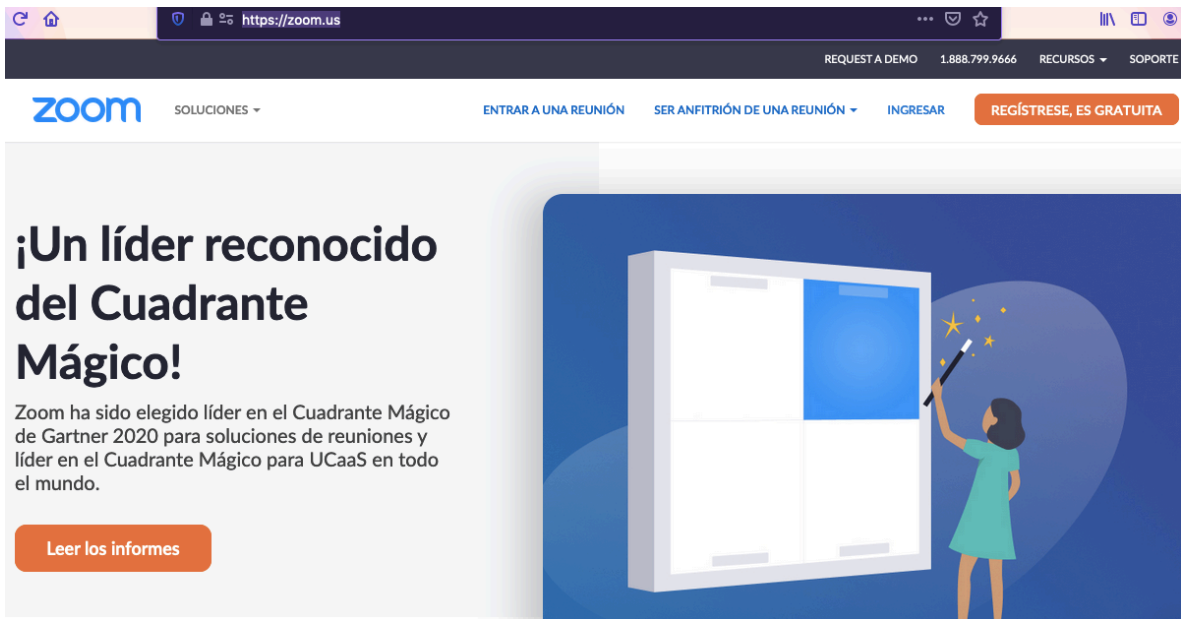 https://zoom.us
REQUEST A DEMO 1.888.799.9666 RECURSOS SOPORTE
zoom SOLUCIONES ENTRAR A UNA REUNIÓN SER ANFITRIÓN DE UNA REUNIÓN INGRESAR REGÍSTRESE, ES GRATUITA
¡Un líder reconocido
del Cuadrante
Mágico!
Zoom ha sido elegido líder en el Cuadrante Mágico
de Gartner 2020 para soluciones de reuniones y
líder en el Cuadrante Mágico para UCaaS en todo
el mundo.
Leer los informes